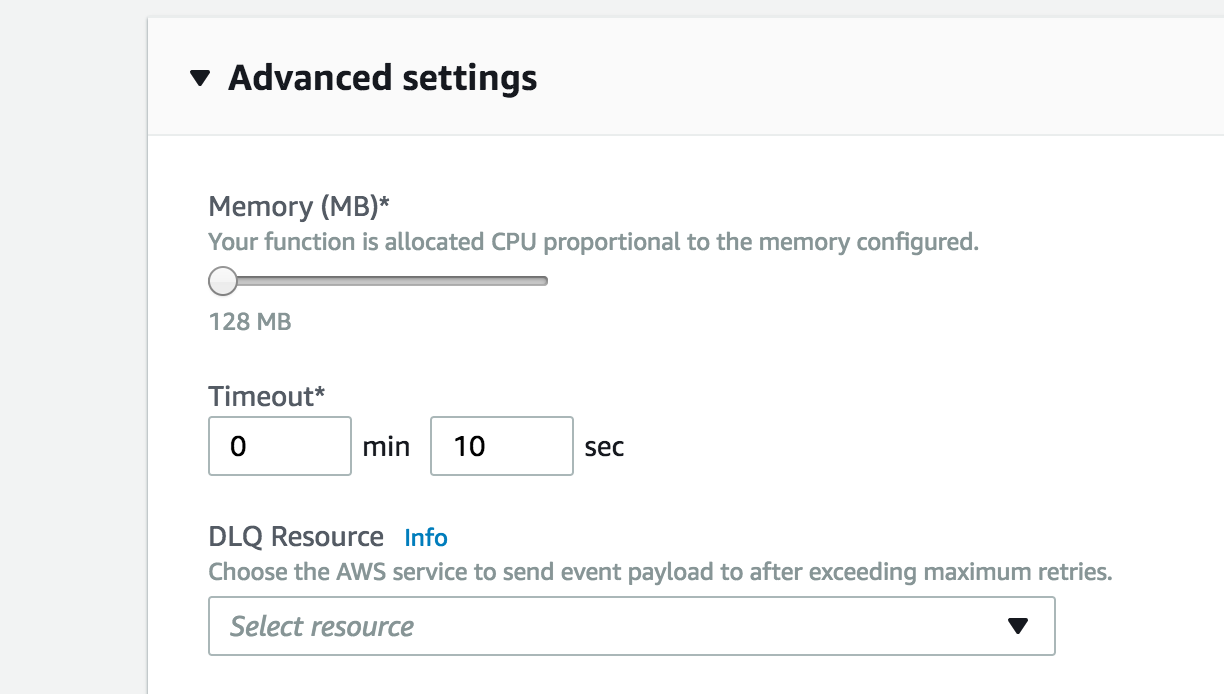 Advanced settings
Memory (MB)*
Your function is allocated CPU proportional to the memory configured.
128 MB
Timeout*
0 min 10 sec
DLQ Resource Info
Choose the AWS service to send event payload to after exceeding maximum retries.
Select resource